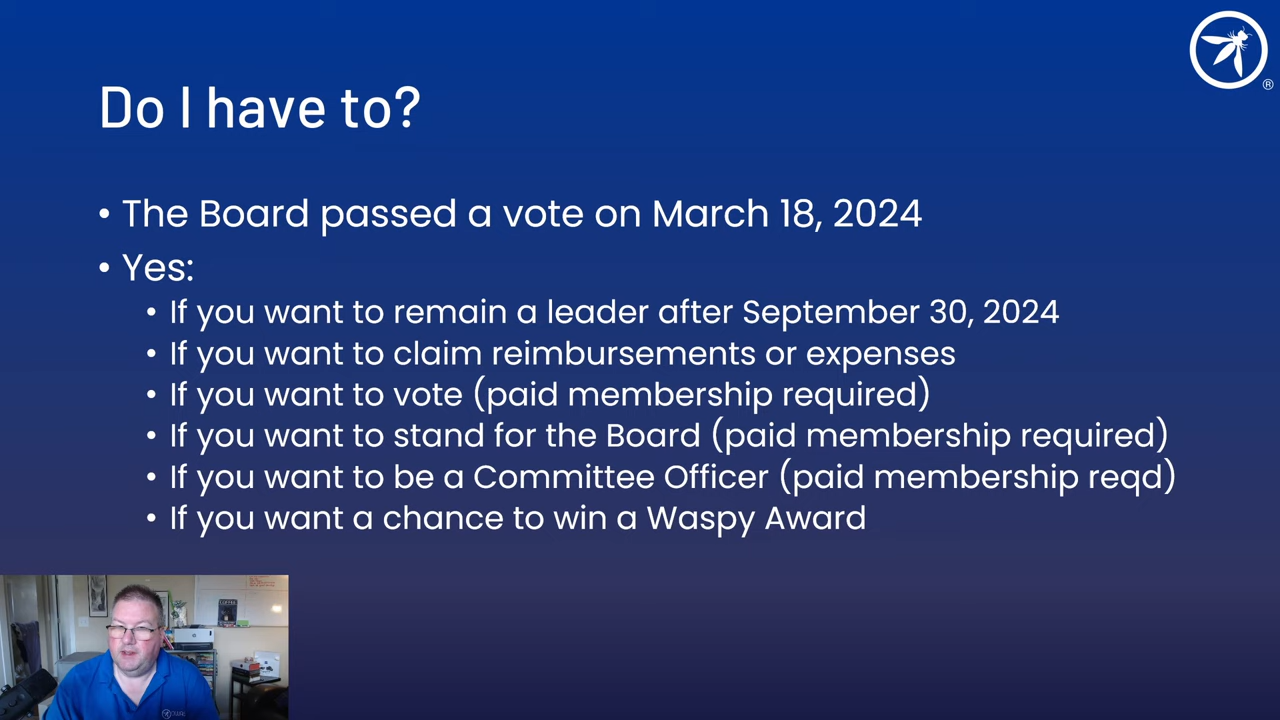 ®
Do I have to?
• The Board passed a vote on March 18, 2024
• Yes:
• If you want to remain a leader after September 30, 2024
• If you want to claim reimbursements or expenses
• If you want to vote (paid membership required)
• If you want to stand for the Board (paid membership required)
• If you want to be a Committee Officer (paid membership reqd)
• If you want a chance to win a Waspy Award